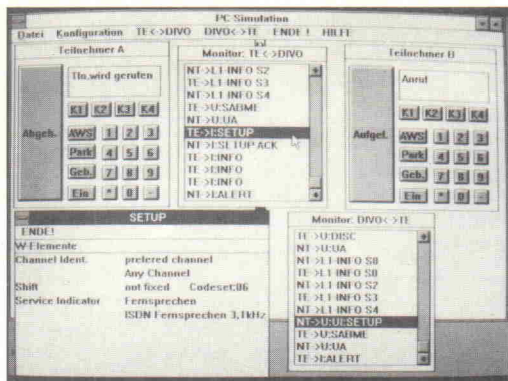 PC Simulation
Datei Konfiguration TE<->DIVO DIVO<->TE ENDE ! HILFE
Teilnehmer A
Tln.wird gerufen
K1 K2 K3 K4
Abgeh.
AWS 1 2 3
Park 4 5 6
Geb. 7 8 9
Ein * 0 -
Monitor: TE<->DIVO
NT->L1-INFO S2
TE->L1-INFO S3
NT->L1-INFO S4
TE->U:SABME
NT->U:UA
TE->I:SETUP
NT->I:SETUP ACK
TE->I:INFO
TE->I:INFO
TE->I:INFO
NT->I:ALERT
Teilnehmer B
Anruf
K1 K2 K3 K4
Aufgel.
AWS 1 2 3
Park 4 5 6
Geb. 7 8 9
Ein * 0 -
SETUP
ENDE!
W-Elemente
Channel Ident. prefered channel
Any Channel
Shift not fixed Codeset:06
Service Indicator Fernsprechen
ISDN Fernsprechen 3,1kHz
Monitor: DIVO<->TE
TE->U:DISC
NT->U:UA
TE->L1-INFO S0
NT->L1-INFO S0
NT->L1-INFO S2
TE->L1-INFO S3
NT->L1-INFO S4
NT->U:UI:SETUP
TE->U:SABME
NT->U:UA
TE->I:ALERT